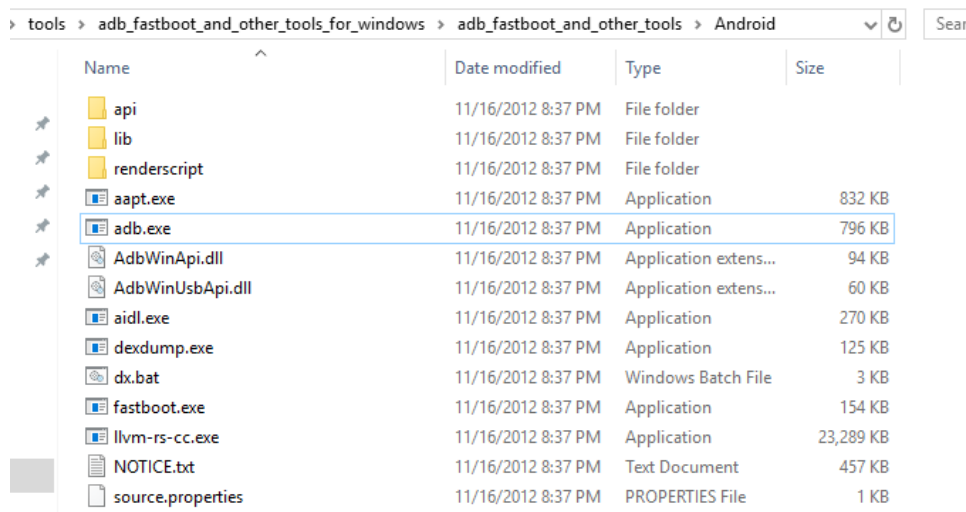 tools > adb_fastboot_and_other_tools_for_windows > adb_fastboot_and_other_tools > Android
Name Date modified Type Size
api 11/16/2012 8:37 PM File folder
lib 11/16/2012 8:37 PM File folder
renderscript 11/16/2012 8:37 PM File folder
aapt.exe 11/16/2012 8:37 PM Application 832 KB
adb.exe 11/16/2012 8:37 PM Application 796 KB
AdbWinApi.dll 11/16/2012 8:37 PM Application extens... 94 KB
AdbWinUsbApi.dll 11/16/2012 8:37 PM Application extens... 60 KB
aidl.exe 11/16/2012 8:37 PM Application 270 KB
dexdump.exe 11/16/2012 8:37 PM Application 125 KB
dx.bat 11/16/2012 8:37 PM Windows Batch File 3 KB
fastboot.exe 11/16/2012 8:37 PM Application 154 KB
llvm-rs-cc.exe 11/16/2012 8:37 PM Application 23,289 KB
NOTICE.txt 11/16/2012 8:37 PM Text Document 457 KB
source.properties 11/16/2012 8:37 PM PROPERTIES File 1 KB